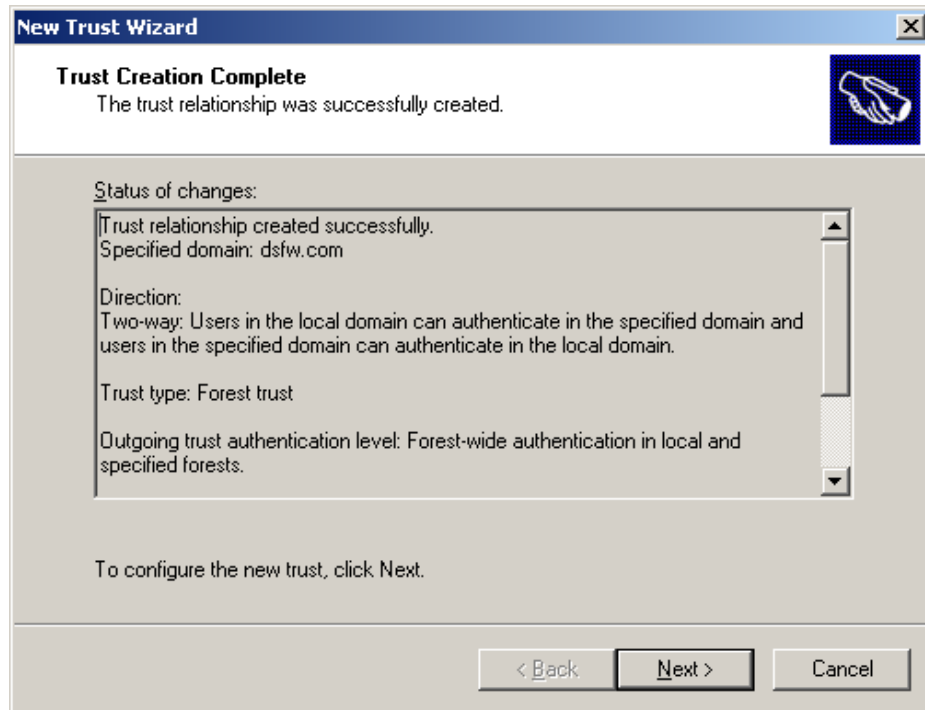 New Trust Wizard
Trust Creation Complete
The trust relationship was successfully created.
Status of changes:
Trust relationship created successfully.
Specified domain: dsfw.com
Direction:
Two-way: Users in the local domain can authenticate in the specified domain and
users in the specified domain can authenticate in the local domain.
Trust type: Forest trust
Outgoing trust authentication level: Forest-wide authentication in local and
specified forests.
To configure the new trust, click Next.
< Back
Next >
Cancel